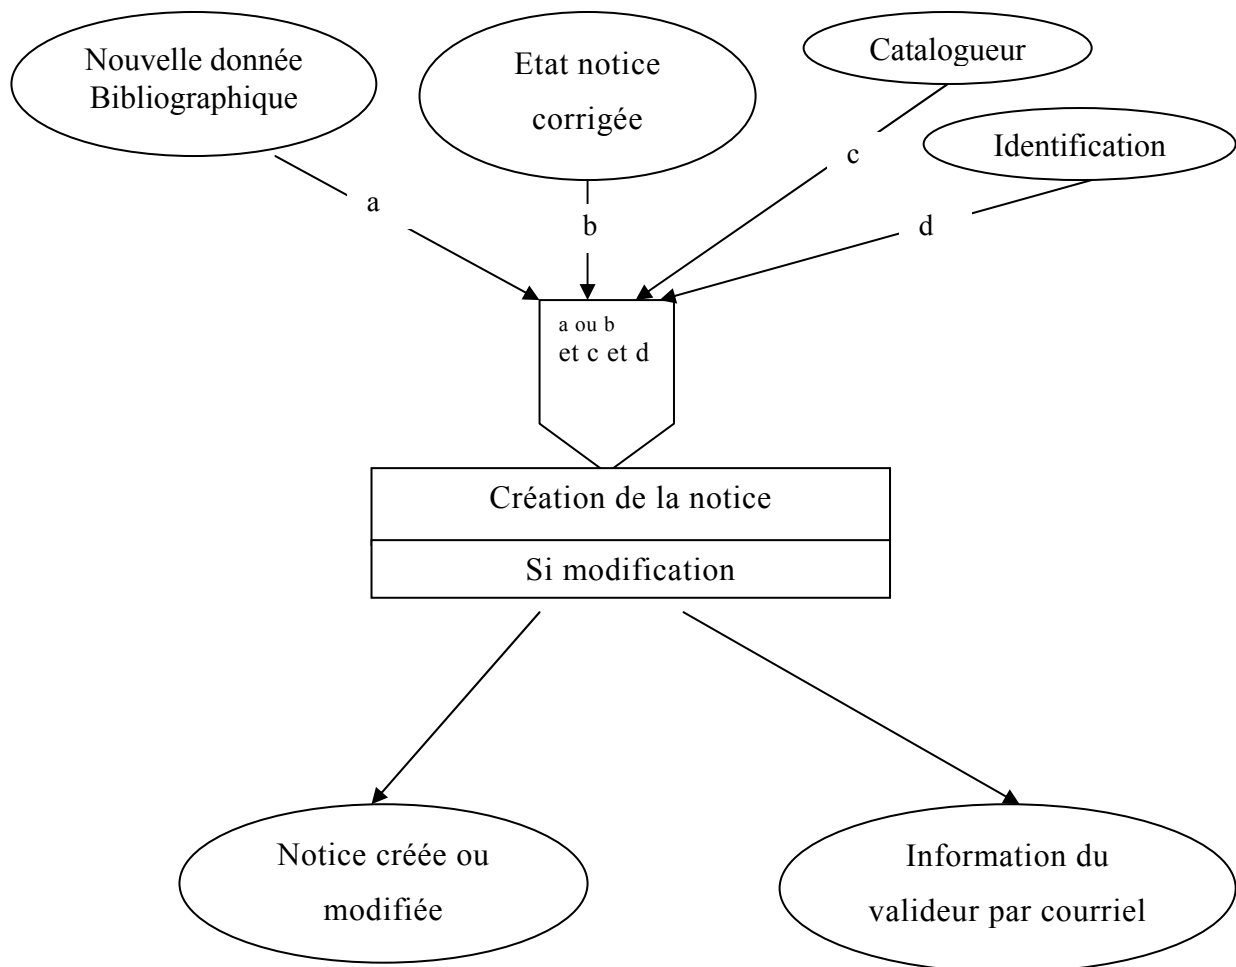 Nouvelle donnée
Bibliographique
Etat notice
corrigée
Catalogueur
Identification
a
b
c
d
a ou b
et c et d
Création de la notice
Si modification
Notice créée ou
modifiée
Information du
valideur par courriel